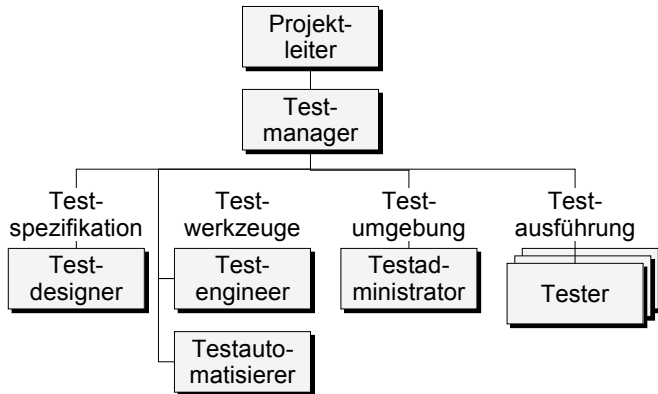 Projekt-
leiter
Test-
manager
Test-
spezifikation
Test-
designer
Test-
werkzeuge
Test-
engineer
Testauto-
matisierer
Test-
umgebung
Testad-
ministrator
Test-
ausführung
Tester